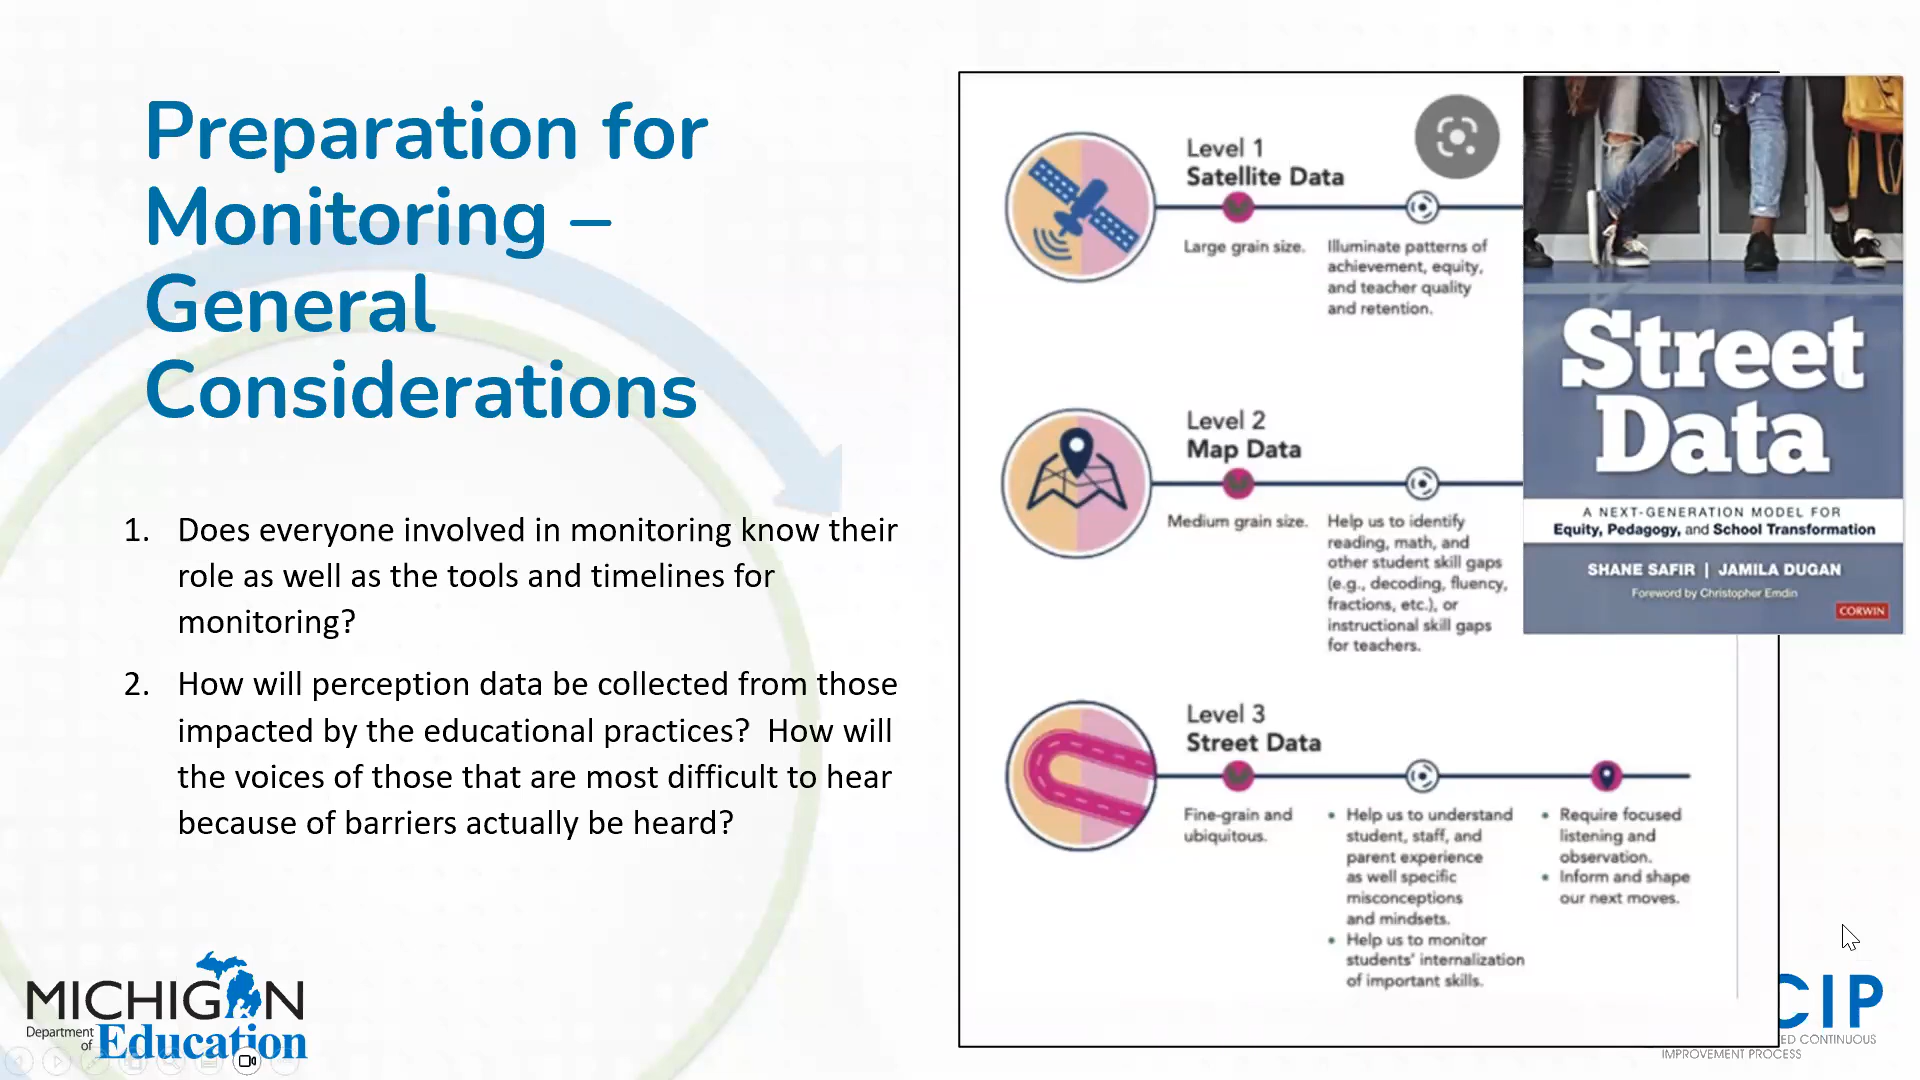 Preparation for
Monitoring –
General
Considerations
1. Does everyone involved in monitoring know their
role as well as the tools and timelines for
monitoring?
2. How will perception data be collected from those
impacted by the educational practices?  How will
the voices of those that are most difficult to hear
because of barriers actually be heard?
Level 1
Satellite Data
Large grain size.
Illuminate patterns of
achievement, equity,
and teacher quality
and retention.
Level 2
Map Data
Medium grain size.
Help us to identify
reading, math, and
other student skill gaps
(e.g., decoding, fluency,
fractions, etc.), or
instructional skill gaps
for teachers.
Level 3
Street Data
Fine-grain and
ubiquitous.
• Help us to understand
student, staff, and
parent experience
as well specific
misconceptions
and mindsets.
• Help us to monitor
students' internalization
of important skills.
• Require focused
listening and
observation.
• Inform and shape
our next moves.
Street
Data
A NEXT-GENERATION MODEL FOR
Equity, Pedagogy, and School Transformation
SHANE SAFIR | JAMILA DUGAN
Foreword by Christopher Emdin
CORWIN
MICHIGAN
Department
of Education
CIP
ED CONTINUOUS
IMPROVEMENT PROCESS